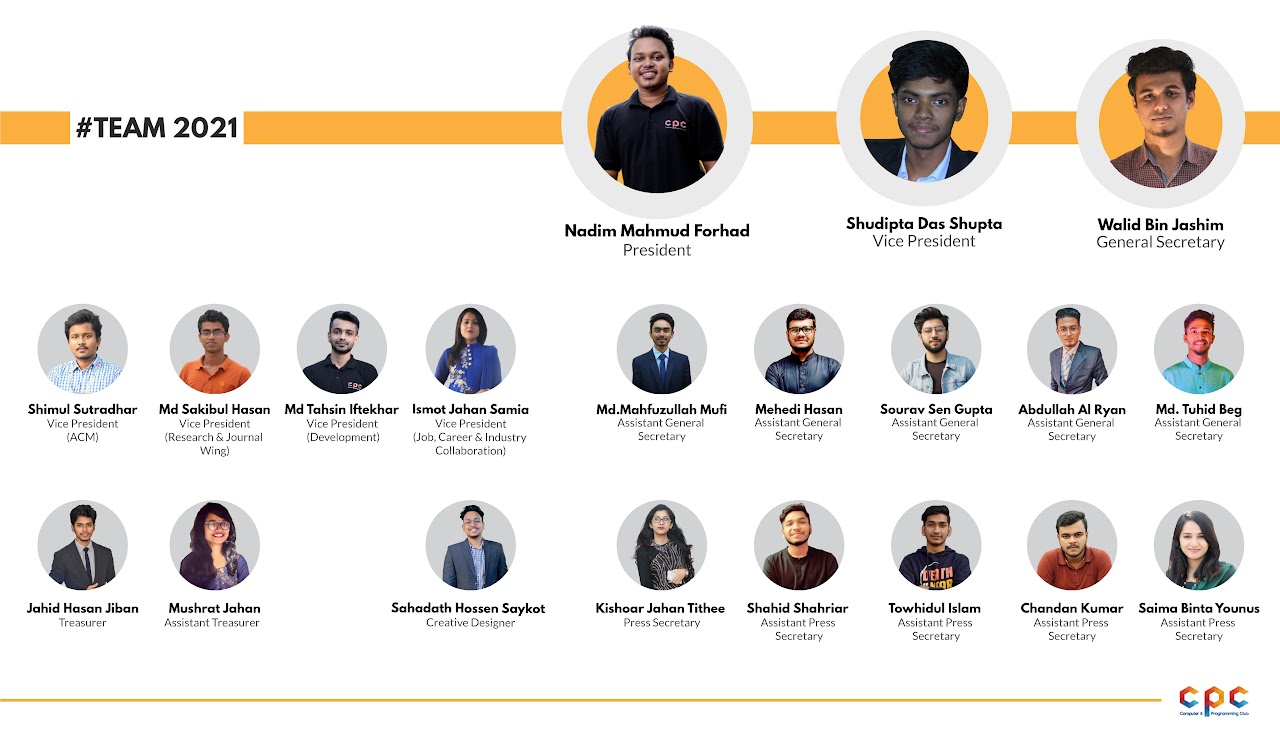 #TEAM 2021
cpc
Nadim Mahmud Forhad
President
Shudipta Das Shupta
Vice President
Walid Bin Jashim
General Secretary
Shimul Sutradhar
Vice President
(ACM)
Md Sakibul Hasan
Vice President
(Research & Journal
Wing)
cpc
Md Tahsin Iftekhar
Vice President
(Development)
Ismot Jahan Samia
Vice President
(Job, Career & Industry
Collaboration)
Md.Mahfuzullah Mufi
Assistant General
Secretary
Mehedi Hasan
Assistant General
Secretary
Sourav Sen Gupta
Assistant General
Secretary
Abdullah Al Ryan
Assistant General
Secretary
Md. Tuhid Beg
Assistant General
Secretary
Jahid Hasan Jiban
Treasurer
Mushrat Jahan
Assistant Treasurer
Sahadath Hossen Saykot
Creative Designer
Kishoar Jahan Tithee
Press Secretary
Shahid Shahriar
Assistant Press
Secretary
Towhidul Islam
Assistant Press
Secretary
Chandan Kumar
Assistant Press
Secretary
Saima Binta Younus
Assistant Press
Secretary
cpc
Computer & Programming Club